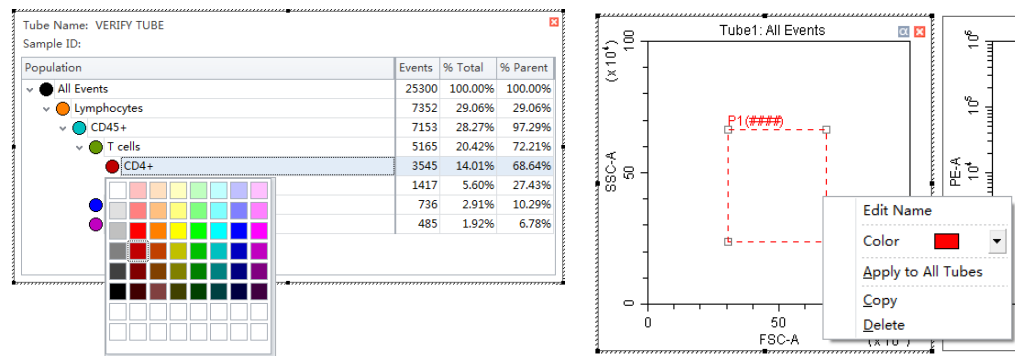 Tube Name: VERIFY TUBE
Sample ID:
Population Events % Total % Parent
All Events 25300 100.00% 100.00%
Lymphocytes 7352 29.06% 29.06%
CD45+ 7153 28.27% 97.29%
T cells 5165 20.42% 72.21%
CD4+ 3545 14.01% 68.64%
1417 5.60% 27.43%
736 2.91% 10.29%
485 1.92% 6.78%
Tube1: All Events
α
(x 10⁴)
100
50
0
SSC-A
P1(####)
0
50
FSC-A
10⁶
10⁵
10⁴
PE-A
Edit Name
Color
Apply to All Tubes
Copy
Delete